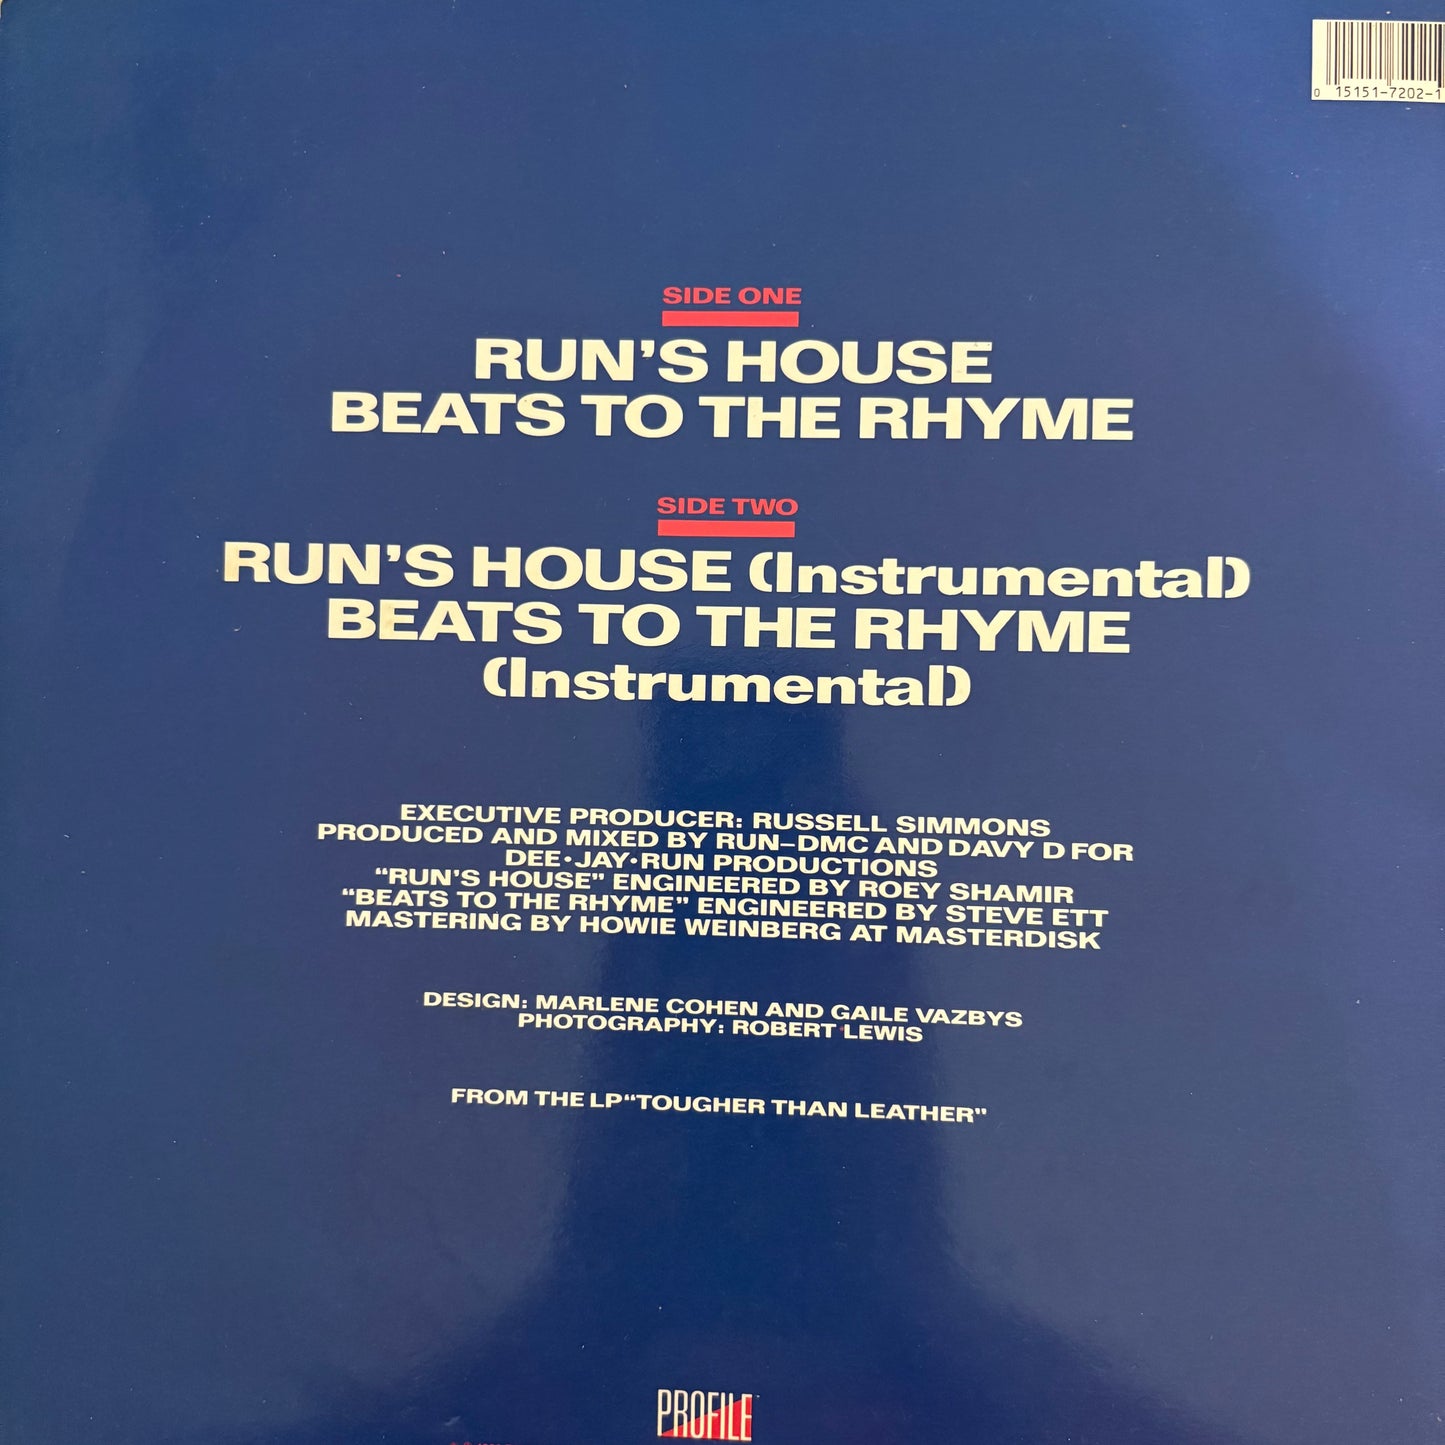 0 15151-7202-1
SIDE ONE
RUN'S HOUSE
BEATS TO THE RHYME
SIDE TWO
RUN'S HOUSE (Instrumental)
BEATS TO THE RHYME
(Instrumental)
EXECUTIVE PRODUCER: RUSSELL SIMMONS
PRODUCED AND MIXED BY RUN–DMC AND DAVY D FOR
DEE•JAY•RUN PRODUCTIONS
“RUN'S HOUSE” ENGINEERED BY ROEY SHAMIR
“BEATS TO THE RHYME” ENGINEERED BY STEVE ETT
MASTERING BY HOWIE WEINBERG AT MASTERDISK
DESIGN: MARLENE COHEN AND GAILE VAZBYS
PHOTOGRAPHY: ROBERT LEWIS
FROM THE LP“TOUGHER THAN LEATHER”
PROFILE